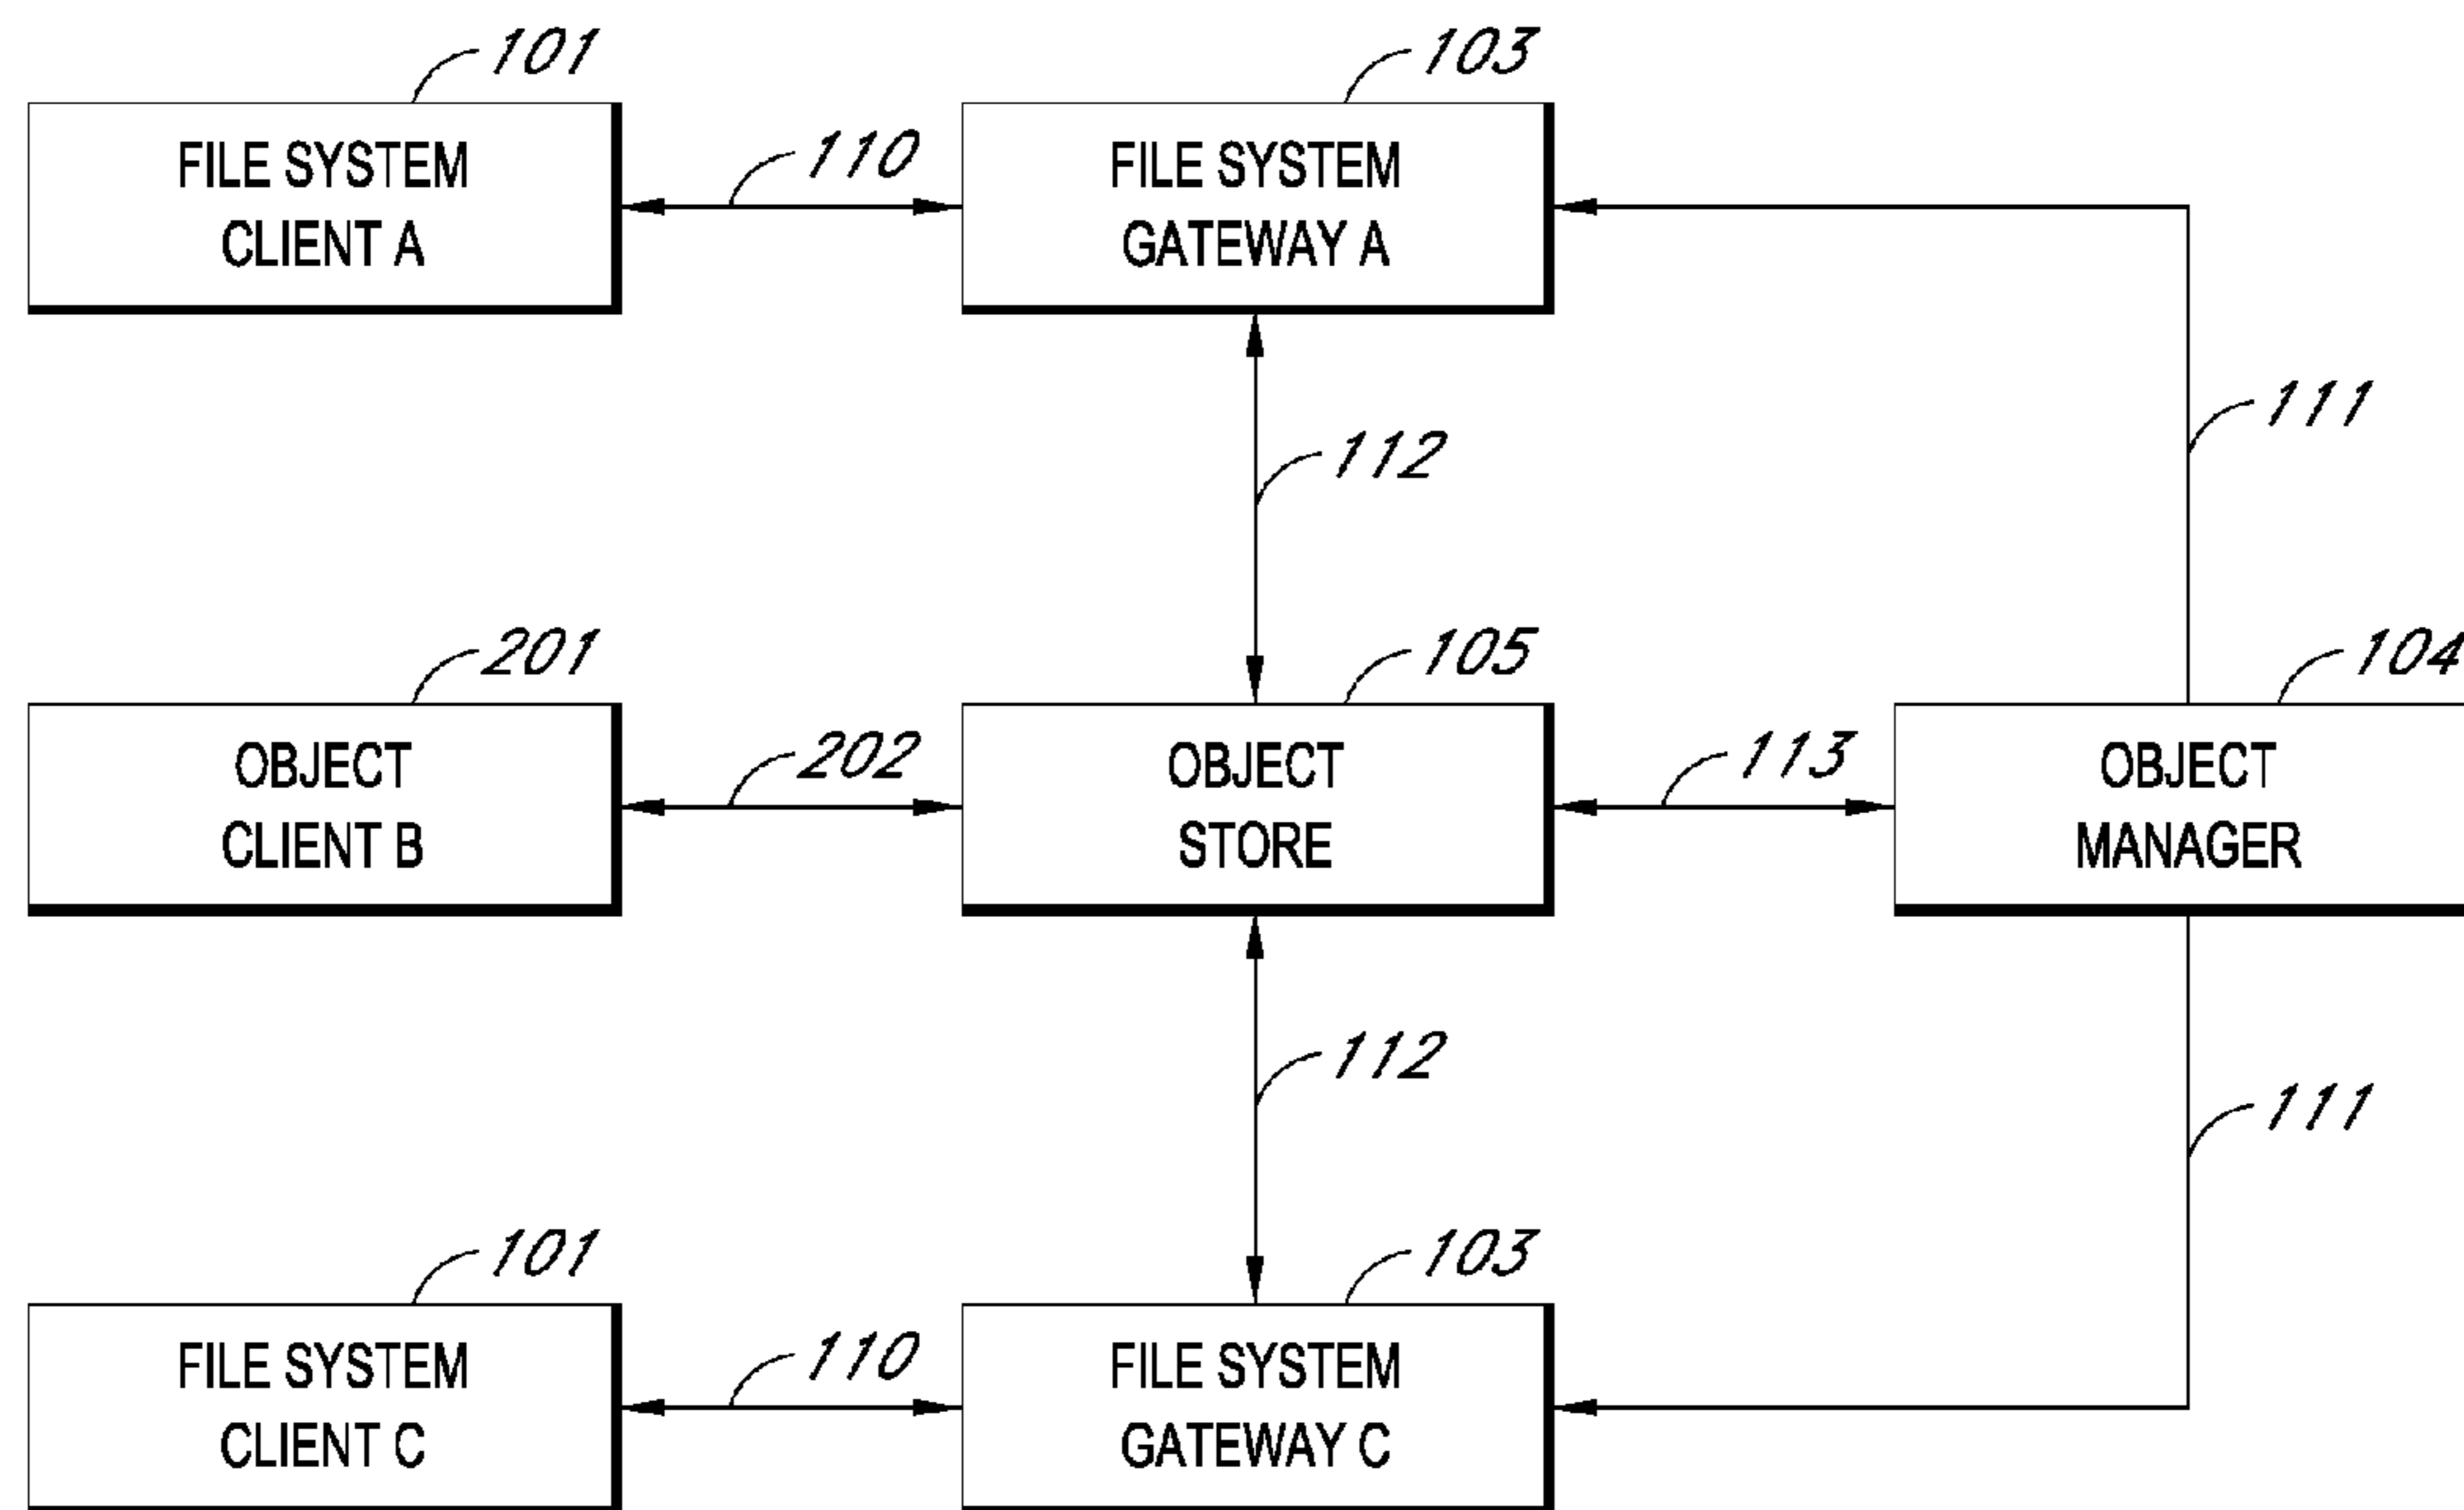 101
103
FILE SYSTEM
CLIENT A
110
FILE SYSTEM
GATEWAY A
111
112
201
105
104
OBJECT
CLIENT B
202
OBJECT
STORE
113
OBJECT
MANAGER
112
111
101
103
FILE SYSTEM
CLIENT C
110
FILE SYSTEM
GATEWAY C